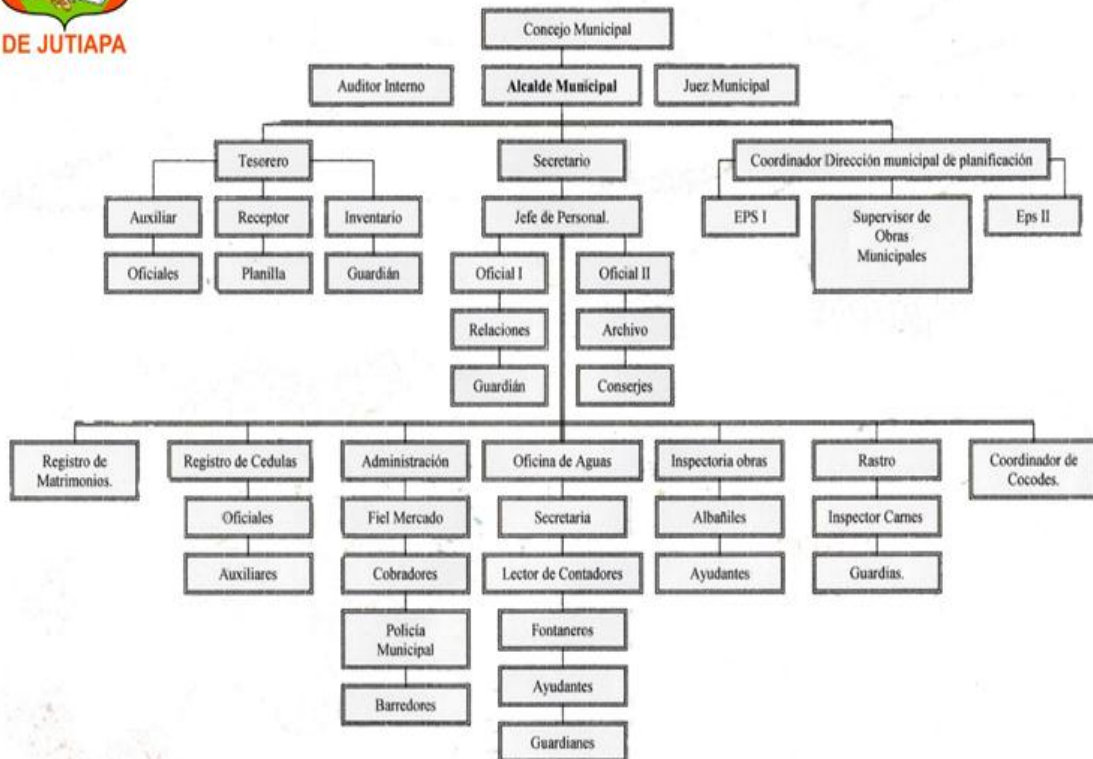 DE JUTIAPA
Concejo Municipal
Auditor Interno
Alcalde Municipal
Juez Municipal
Tesorero
Secretario
Coordinador Dirección municipal de planificación
Auxiliar
Receptor
Inventario
Jefe de Personal.
EPS I
Supervisor de
Obras
Municipales
Eps II
Oficiales
Planilla
Guardián
Oficial I
Oficial II
Relaciones
Archivo
Guardián
Conserjes
Registro de
Matrimonios.
Registro de Cedulas
Administración
Oficina de Aguas
Inspectoria obras
Rastro
Coordinador de
Cocodes.
Oficiales
Fiel Mercado
Secretaria
Albañiles
Inspector Carnes
Auxiliares
Cobradores
Lector de Contadores
Ayudantes
Guardias.
Policía
Municipal
Fontaneros
Barredores
Ayudantes
Guardianes